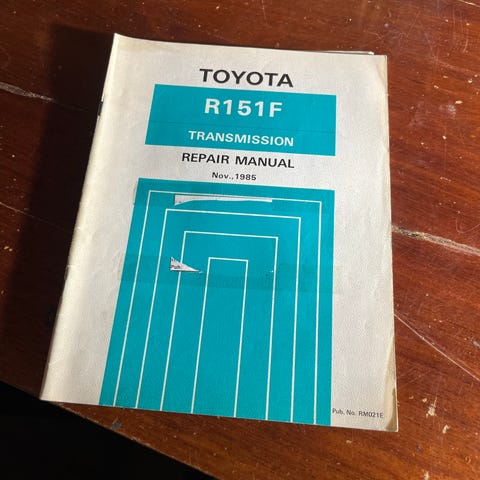 TOYOTA
R151F
TRANSMISSION
REPAIR MANUAL
Nov.,1985
Pub. No. RM021E